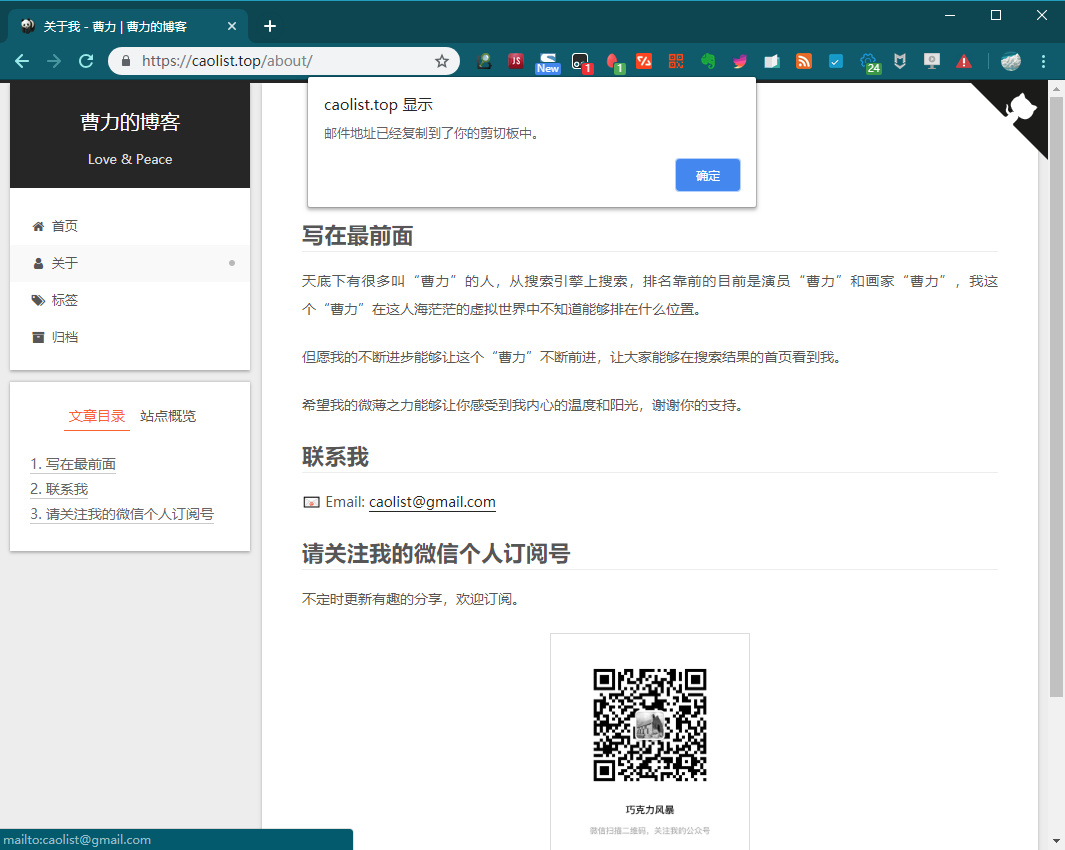 关于我 - 曹力 | 曹力的博客
https://caolist.top/about/
JS
New
1
1
24
caolist.top 显示
邮件地址已经复制到了你的剪切板中。
确定
曹力的博客
Love & Peace
首页
关于
标签
归档
文章目录 站点概览
1. 写在最前面
2. 联系我
3. 请关注我的微信个人订阅号
写在最前面
天底下有很多叫“曹力”的人，从搜索引擎上搜索，排名靠前的目前是演员“曹力”和画家“曹力”，我这
个“曹力”在这人海茫茫的虚拟世界中不知道能够排在什么位置。
但愿我的不断进步能够让这个“曹力”不断前进，让大家能够在搜索结果的首页看到我。
希望我的微薄之力能够让你感受到我内心的温度和阳光，谢谢你的支持。
联系我
Email: caolist@gmail.com
请关注我的微信个人订阅号
不定时更新有趣的分享，欢迎订阅。
巧克力风暴
微信扫描二维码，关注我的公众号
mailto:caolist@gmail.com